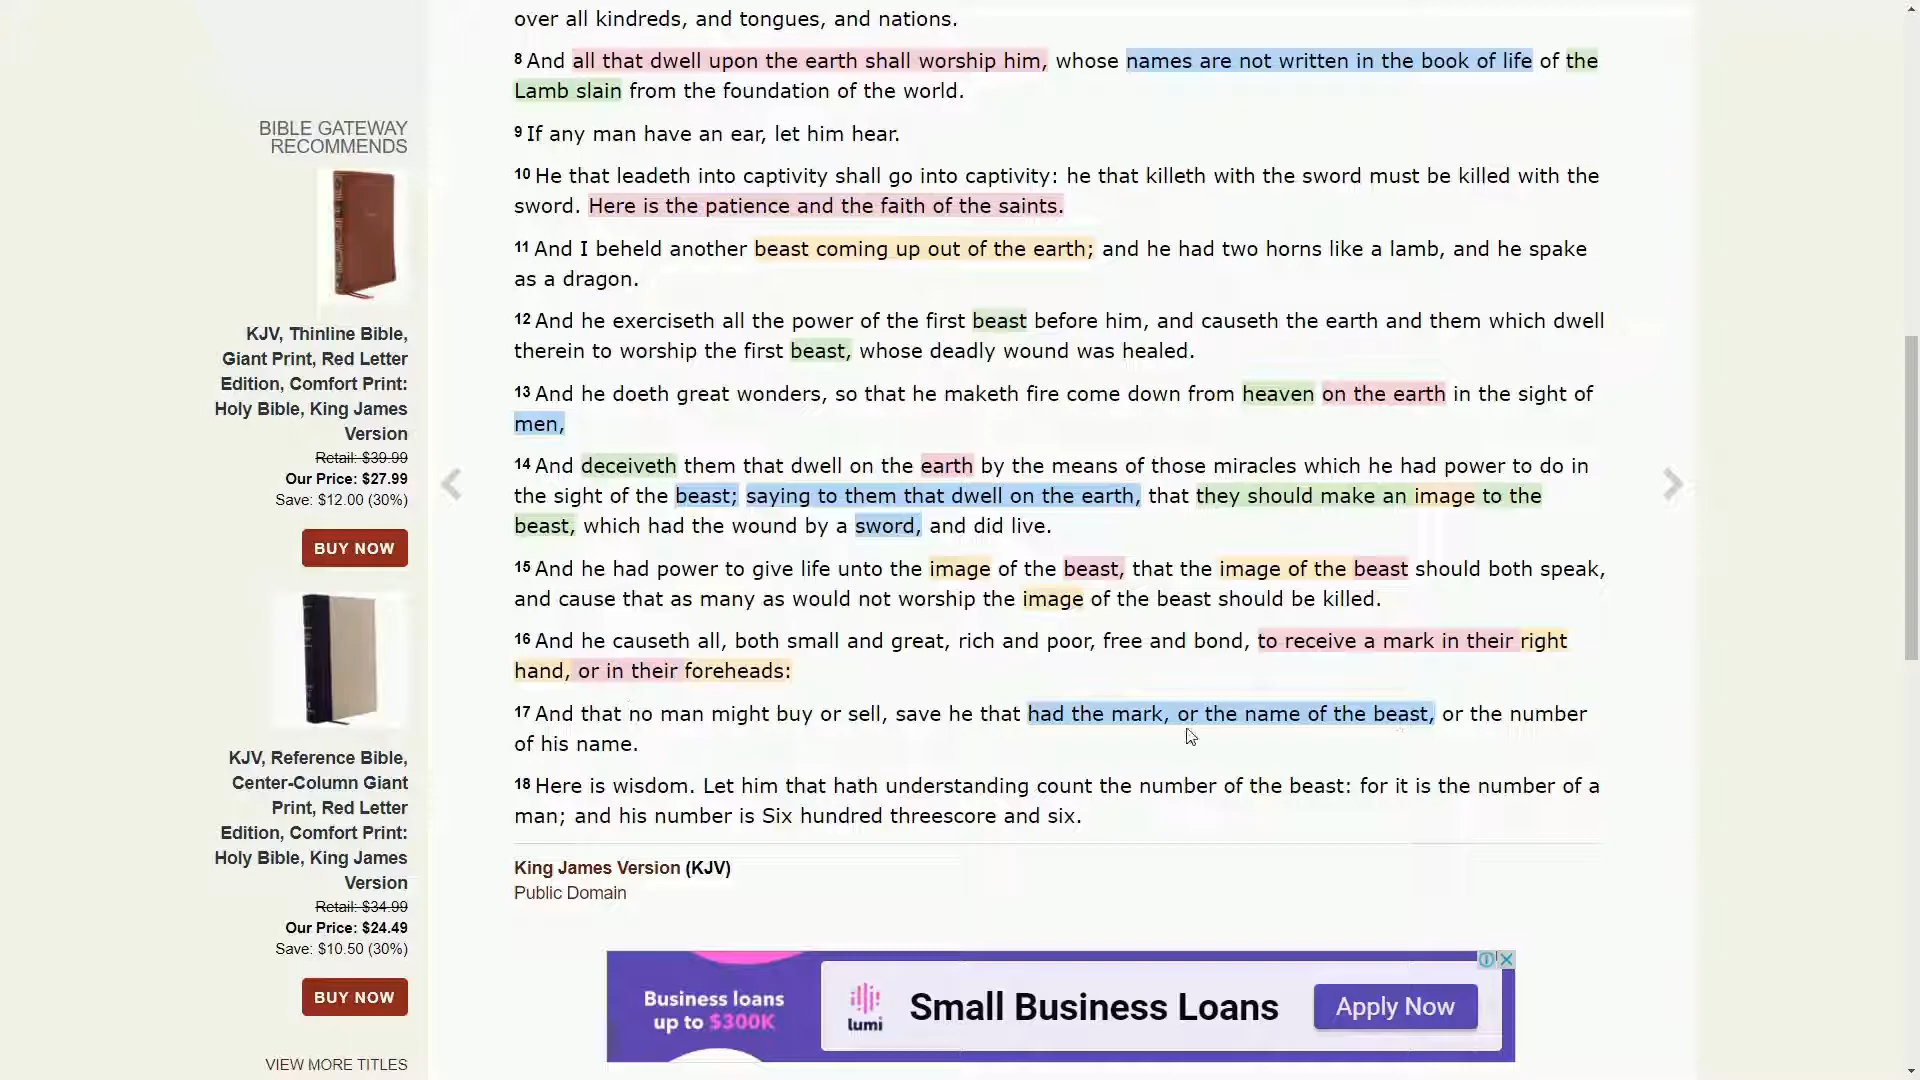 over all kindreds, and tongues, and nations.
8 And all that dwell upon the earth shall worship him, whose names are not written in the book of life of the
Lamb slain from the foundation of the world.
9 If any man have an ear, let him hear.
10 He that leadeth into captivity shall go into captivity: he that killeth with the sword must be killed with the
sword. Here is the patience and the faith of the saints.
11 And I beheld another beast coming up out of the earth; and he had two horns like a lamb, and he spake
as a dragon.
12 And he exerciseth all the power of the first beast before him, and causeth the earth and them which dwell
therein to worship the first beast, whose deadly wound was healed.
13 And he doeth great wonders, so that he maketh fire come down from heaven on the earth in the sight of
men,
14 And deceiveth them that dwell on the earth by the means of those miracles which he had power to do in
the sight of the beast; saying to them that dwell on the earth, that they should make an image to the
beast, which had the wound by a sword, and did live.
15 And he had power to give life unto the image of the beast, that the image of the beast should both speak,
and cause that as many as would not worship the image of the beast should be killed.
16 And he causeth all, both small and great, rich and poor, free and bond, to receive a mark in their right
hand, or in their foreheads:
17 And that no man might buy or sell, save he that had the mark, or the name of the beast, or the number
of his name.
18 Here is wisdom. Let him that hath understanding count the number of the beast: for it is the number of a
man; and his number is Six hundred threescore and six.
King James Version (KJV)
Public Domain
BIBLE GATEWAY
RECOMMENDS
KJV, Thinline Bible,
Giant Print, Red Letter
Edition, Comfort Print:
Holy Bible, King James
Version
Retail: $39.99
Our Price: $27.99
Save: $12.00 (30%)
BUY NOW
KJV, Reference Bible,
Center-Column Giant
Print, Red Letter
Edition, Comfort Print:
Holy Bible, King James
Version
Retail: $34.99
Our Price: $24.49
Save: $10.50 (30%)
BUY NOW
VIEW MORE TITLES
Business loans
up to $300K
lumi
Small Business Loans
Apply Now